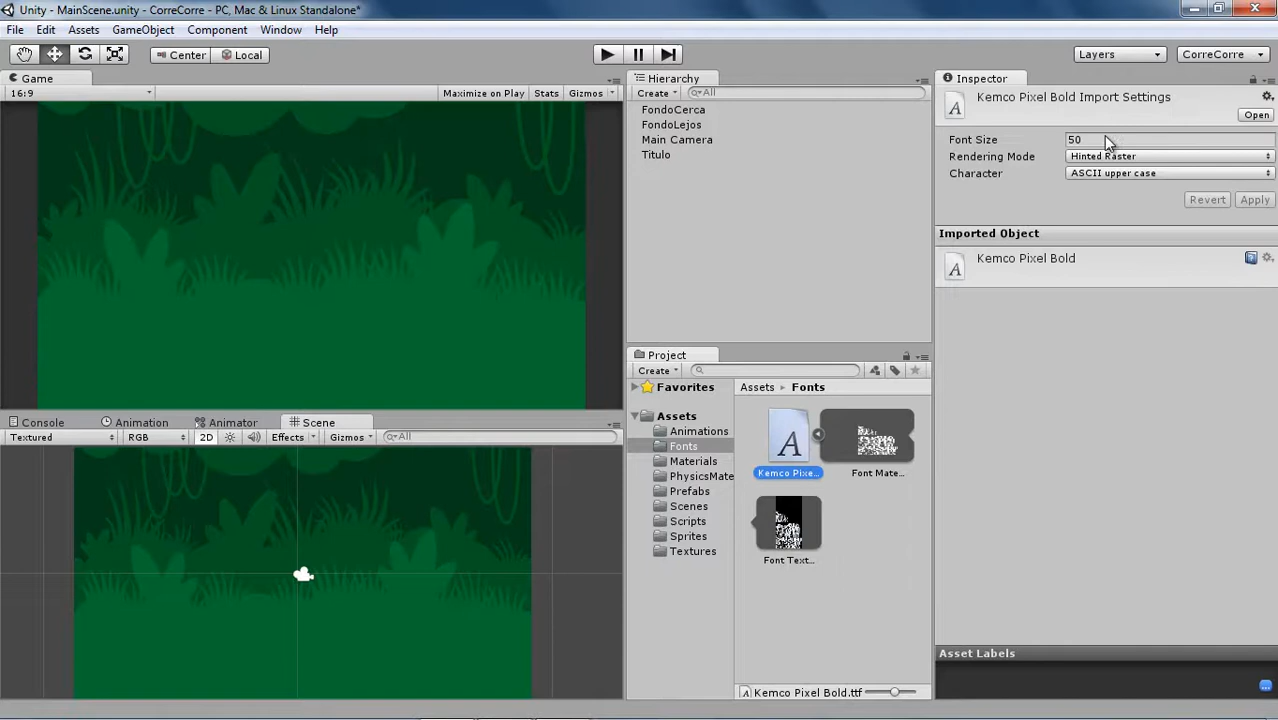 Unity - MainScene.unity - CorreCorre - PC, Mac & Linux Standalone*
File Edit Assets GameObject Component Window Help
Center Local Layers CorreCorre
Game
16:9 Maximize on Play Stats Gizmos
Hierarchy
Create All
FondoCerca
FondoLejos
Main Camera
Titulo
Inspector
Kemco Pixel Bold Import Settings
Open
Font Size 50
Rendering Mode Hinted Raster
Character ASCII upper case
Revert Apply
Imported Object
Kemco Pixel Bold
Project
Create
Favorites
Assets
Animations
Fonts
Materials
PhysicsMate
Prefabs
Scenes
Scripts
Sprites
Textures
Assets Fonts
A
Kemco Pixe...
Font Mate...
Font Text...
Kemco Pixel Bold.ttf
Console Animation Animator Scene
Textured RGB 2D Effects Gizmos All
Asset Labels